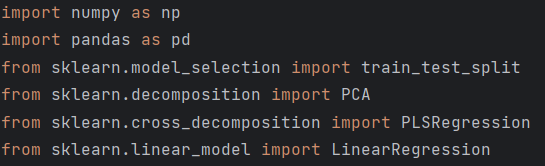 import numpy as np
import pandas as pd
from sklearn.model_selection import train_test_split
from sklearn.decomposition import PCA
from sklearn.cross_decomposition import PLSRegression
from sklearn.linear_model import LinearRegression